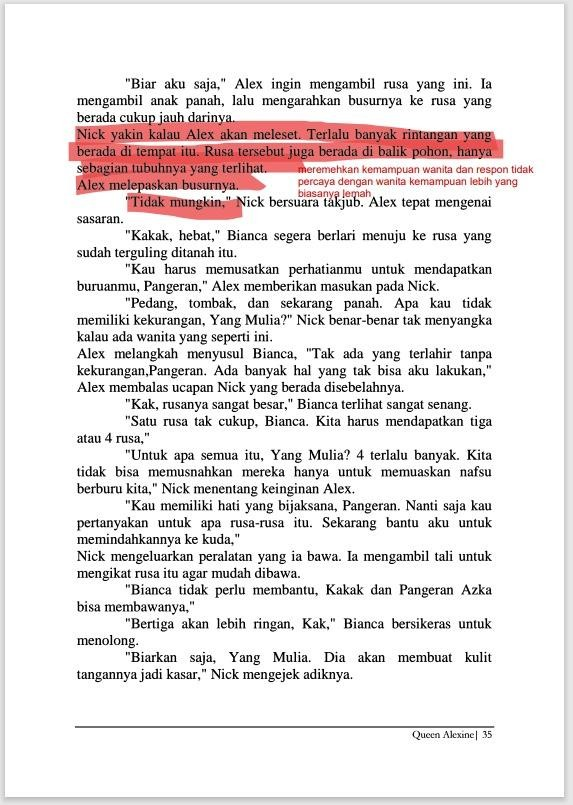 "Biar aku saja," Alex ingin mengambil rusa yang ini. Ia
mengambil anak panah, lalu mengarahkan busurnya ke rusa yang
berada cukup jauh darinya.
Nick yakin kalau Alex akan meleset. Terlalu banyak rintangan yang
berada di tempat itu. Rusa tersebut juga berada di balik pohon, hanya
sebagian tubuhnya yang terlihat.
meremehkan kemampuan wanita dan respon tidak
percaya dengan wanita kemampuan lebih yang
biasanya lemah
Alex melepaskan busurnya.
"Tidak mungkin," Nick bersuara takjub. Alex tepat mengenai
sasaran.
"Kakak, hebat," Bianca segera berlari menuju ke rusa yang
sudah terguling ditanah itu.
"Kau harus memusatkan perhatianmu untuk mendapatkan
buruanmu, Pangeran," Alex memberikan masukan pada Nick.
"Pedang, tombak, dan sekarang panah. Apa kau tidak
memiliki kekurangan, Yang Mulia?" Nick benar-benar tak menyangka
kalau ada wanita yang seperti ini.
Alex melangkah menyusul Bianca, "Tak ada yang terlahir tanpa
kekurangan,Pangeran. Ada banyak hal yang tak bisa aku lakukan,"
Alex membalas ucapan Nick yang berada disebelahnya.
"Kak, rusanya sangat besar," Bianca terlihat sangat senang.
"Satu rusa tak cukup, Bianca. Kita harus mendapatkan tiga
atau 4 rusa,"
"Untuk apa semua itu, Yang Mulia? 4 terlalu banyak. Kita
tidak bisa memusnahkan mereka hanya untuk memuaskan nafsu
berburu kita," Nick menentang keinginan Alex.
"Kau memiliki hati yang bijaksana, Pangeran. Nanti saja kau
pertanyakan untuk apa rusa-rusa itu. Sekarang bantu aku untuk
memindahkannya ke kuda,"
Nick mengeluarkan peralatan yang ia bawa. Ia mengambil tali untuk
mengikat rusa itu agar mudah dibawa.
"Bianca tidak perlu membantu, Kakak dan Pangeran Azka
bisa membawanya,"
"Bertiga akan lebih ringan, Kak," Bianca bersikeras untuk
menolong.
"Biarkan saja, Yang Mulia. Dia akan membuat kulit
tangannya jadi kasar," Nick mengejek adiknya.
Queen Alexine| 35